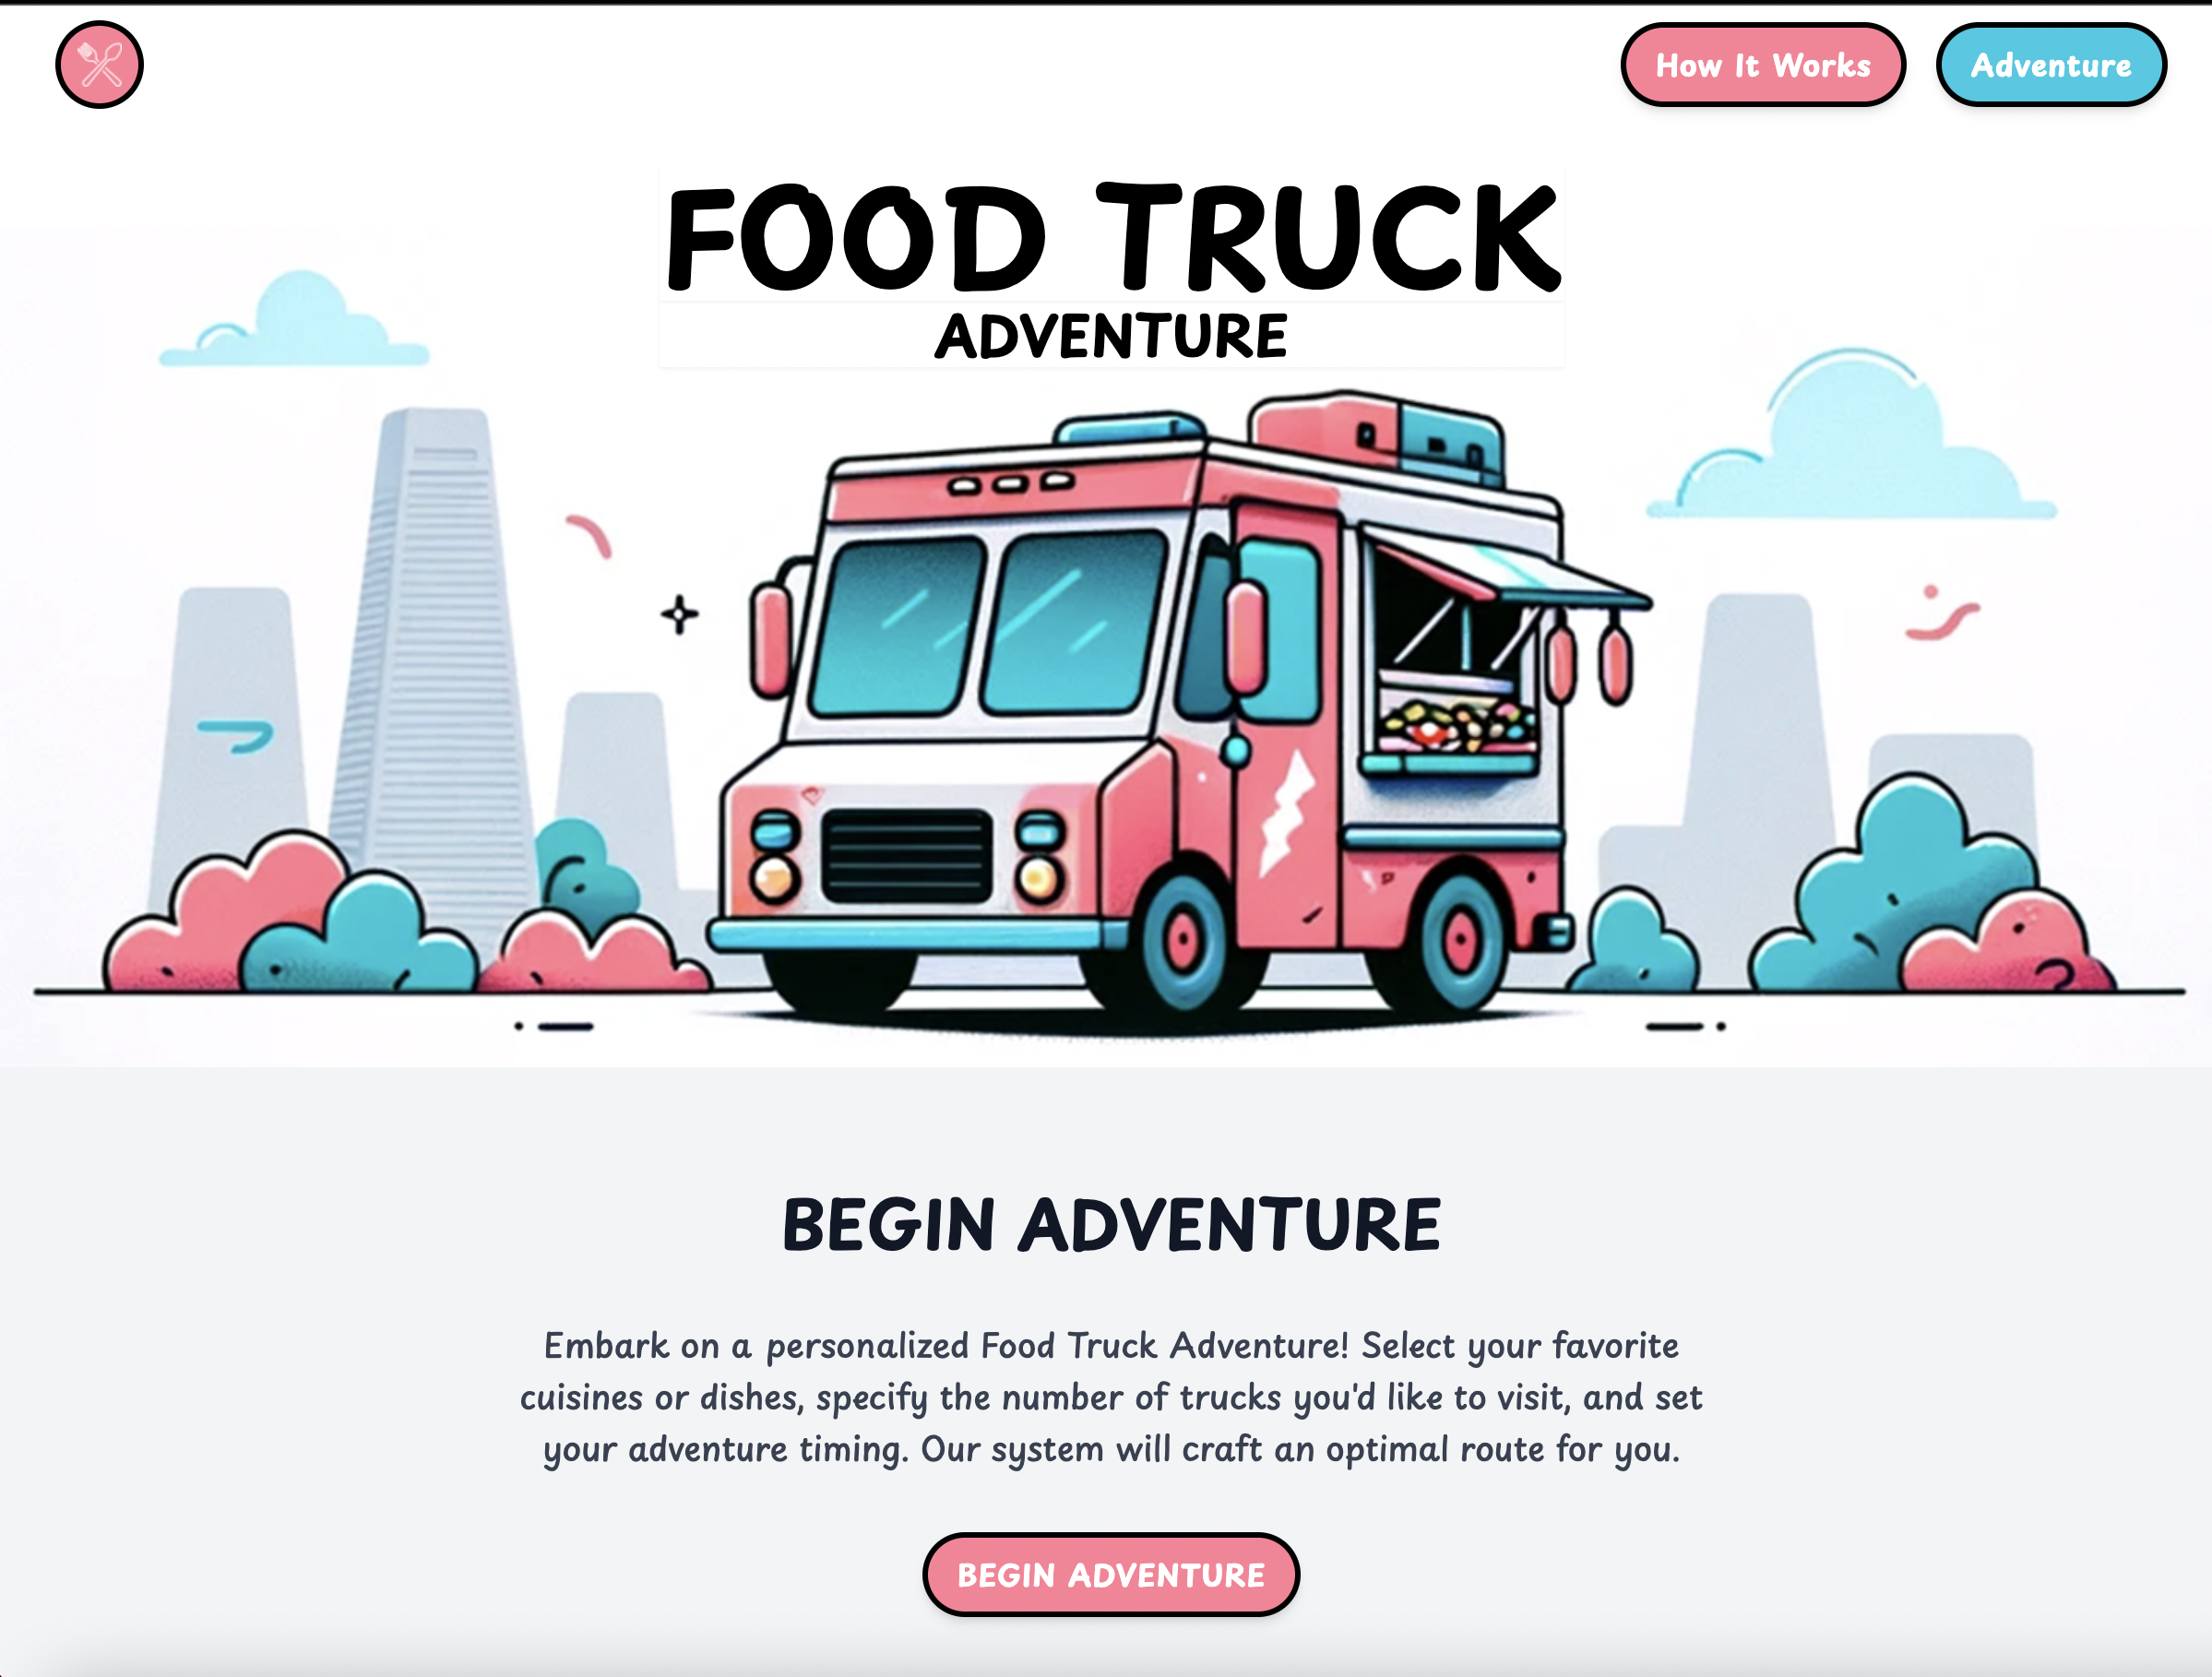 How It Works
Adventure
FOOD TRUCK
ADVENTURE
BEGIN ADVENTURE
Embark on a personalized Food Truck Adventure! Select your favorite
cuisines or dishes, specify the number of trucks you'd like to visit, and set
your adventure timing. Our system will craft an optimal route for you.
BEGIN ADVENTURE